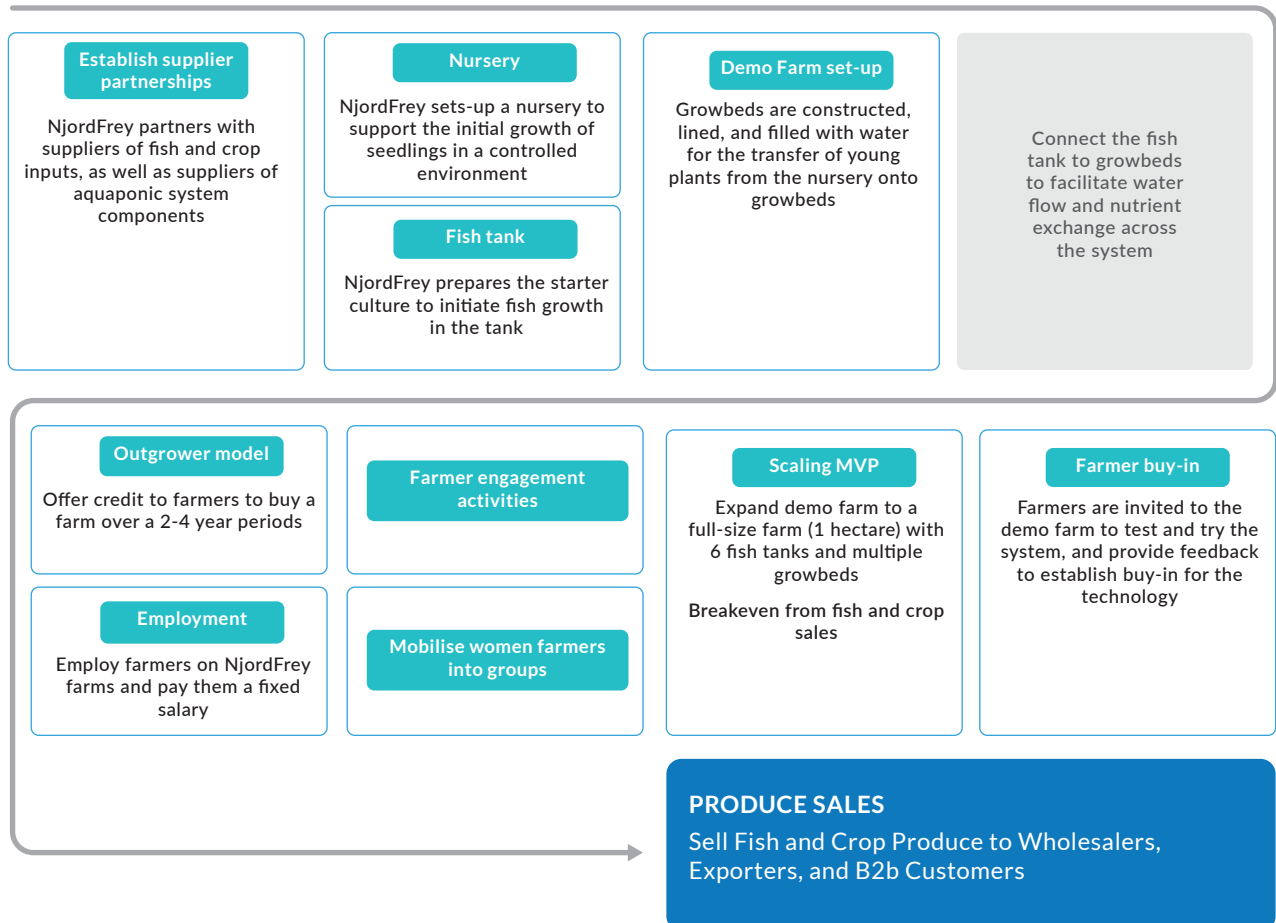 Establish supplier
partnerships
NjordFrey partners with
suppliers of fish and crop
inputs, as well as suppliers of
aquaponic system
components
Nursery
NjordFrey sets-up a nursery to
support the initial growth of
seedlings in a controlled
environment
Fish tank
NjordFrey prepares the starter
culture to initiate fish growth
in the tank
Demo Farm set-up
Growbeds are constructed,
lined, and filled with water
for the transfer of young
plants from the nursery onto
growbeds
Connect the fish
tank to growbeds
to facilitate water
flow and nutrient
exchange across
the system
Outgrower model
Offer credit to farmers to buy a
farm over a 2-4 year periods
Employment
Employ farmers on NjordFrey
farms and pay them a fixed
salary
Farmer engagement
activities
Mobilise women farmers
into groups
Scaling MVP
Expand demo farm to a
full-size farm (1 hectare) with
6 fish tanks and multiple
growbeds
Breakeven from fish and crop
sales
Farmer buy-in
Farmers are invited to the
demo farm to test and try the
system, and provide feedback
to establish buy-in for the
technology
PRODUCE SALES
Sell Fish and Crop Produce to Wholesalers,
Exporters, and B2b Customers